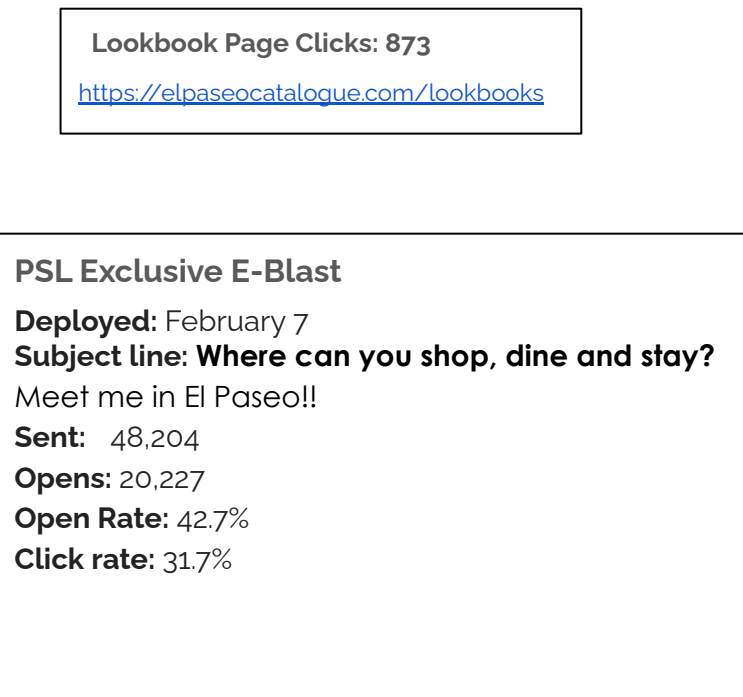 Lookbook Page Clicks: 873
https://elpaseocatalogue.com/lookbooks
PSL Exclusive E-Blast
Deployed: February 7
Subject line: Where can you shop, dine and stay?
Meet me in El Paseo!!
Sent: 48,204
Opens: 20,227
Open Rate: 42.7%
Click rate: 31.7%